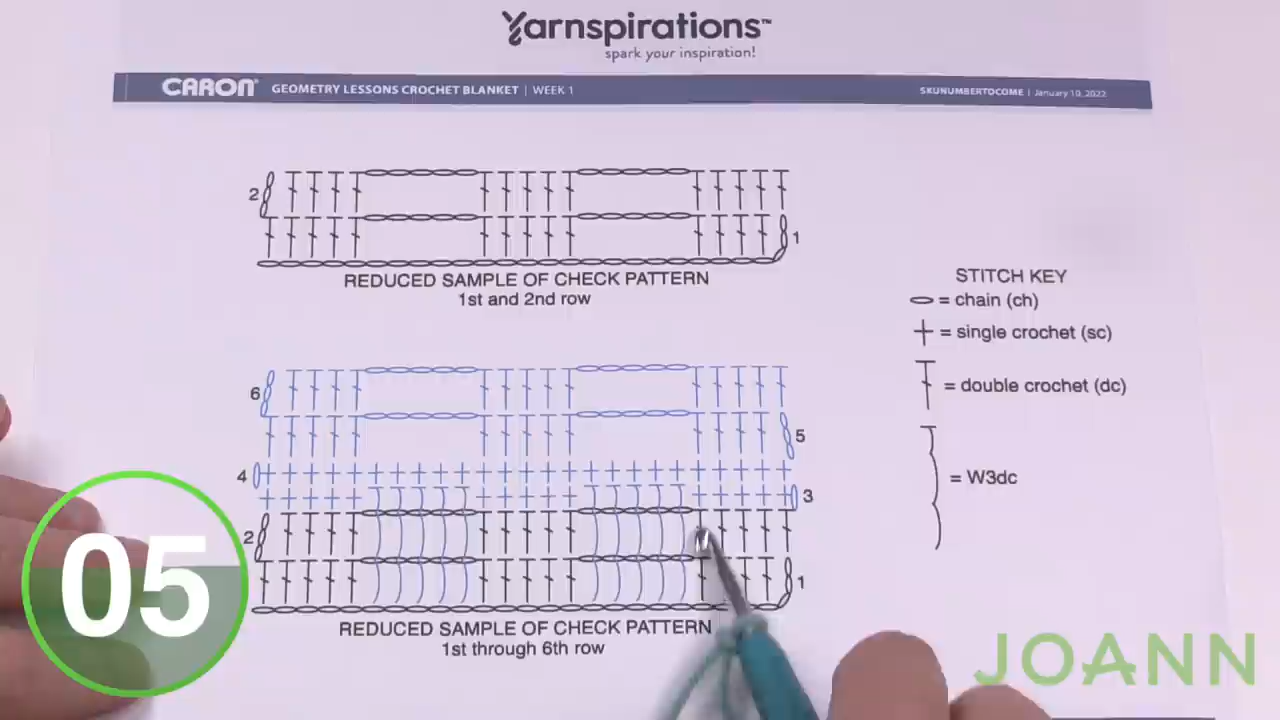 Yarnspirations™
spark your inspiration!
CARON® GEOMETRY LESSONS CROCHET BLANKET | WEEK 1
SKUNUMBERTOCOME | January 10, 2022
2
1
REDUCED SAMPLE OF CHECK PATTERN
1st and 2nd row
STITCH KEY
= chain (ch)
= single crochet (sc)
= double crochet (dc)
= W3dc
6
5
4
3
2
1
REDUCED SAMPLE OF CHECK PATTERN
1st through 6th row
05
JOANN